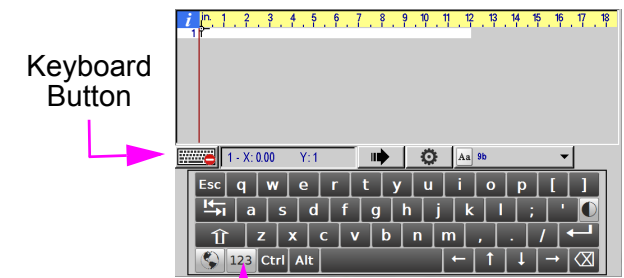 i in. 1 2 3 4 5 6 7 8 9 10 11 12 13 14 15 16 17 18
1
Keyboard
Button
1 - X: 0.00 Y: 1 Aa 9b
Esc q w e r t y u i o p [ ]
a s d f g h j k l ; '
z x c v b n m , . /
123 Ctrl Alt ← ↑ ↓ →